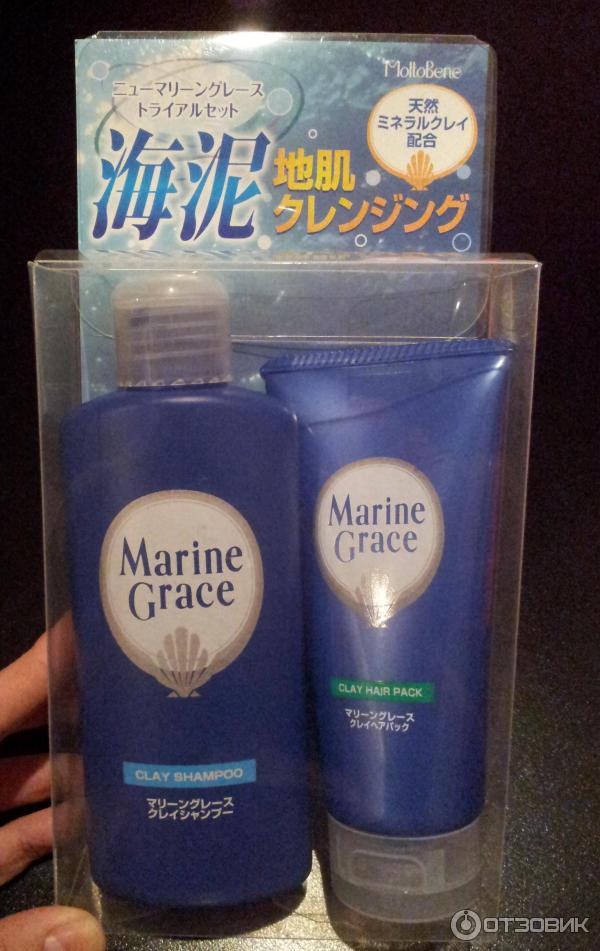 MoltoBene
ニューマリーングレース
トライアルセット
天然
ミネラルクレイ
配合
海泥
地肌
クレンジング
Marine
Grace
CLAY SHAMPOO
マリーングレース
クレイシャンプー
Marine
Grace
CLAY HAIR PACK
マリーングレース
クレイヘアパック
ОТЗОВИК